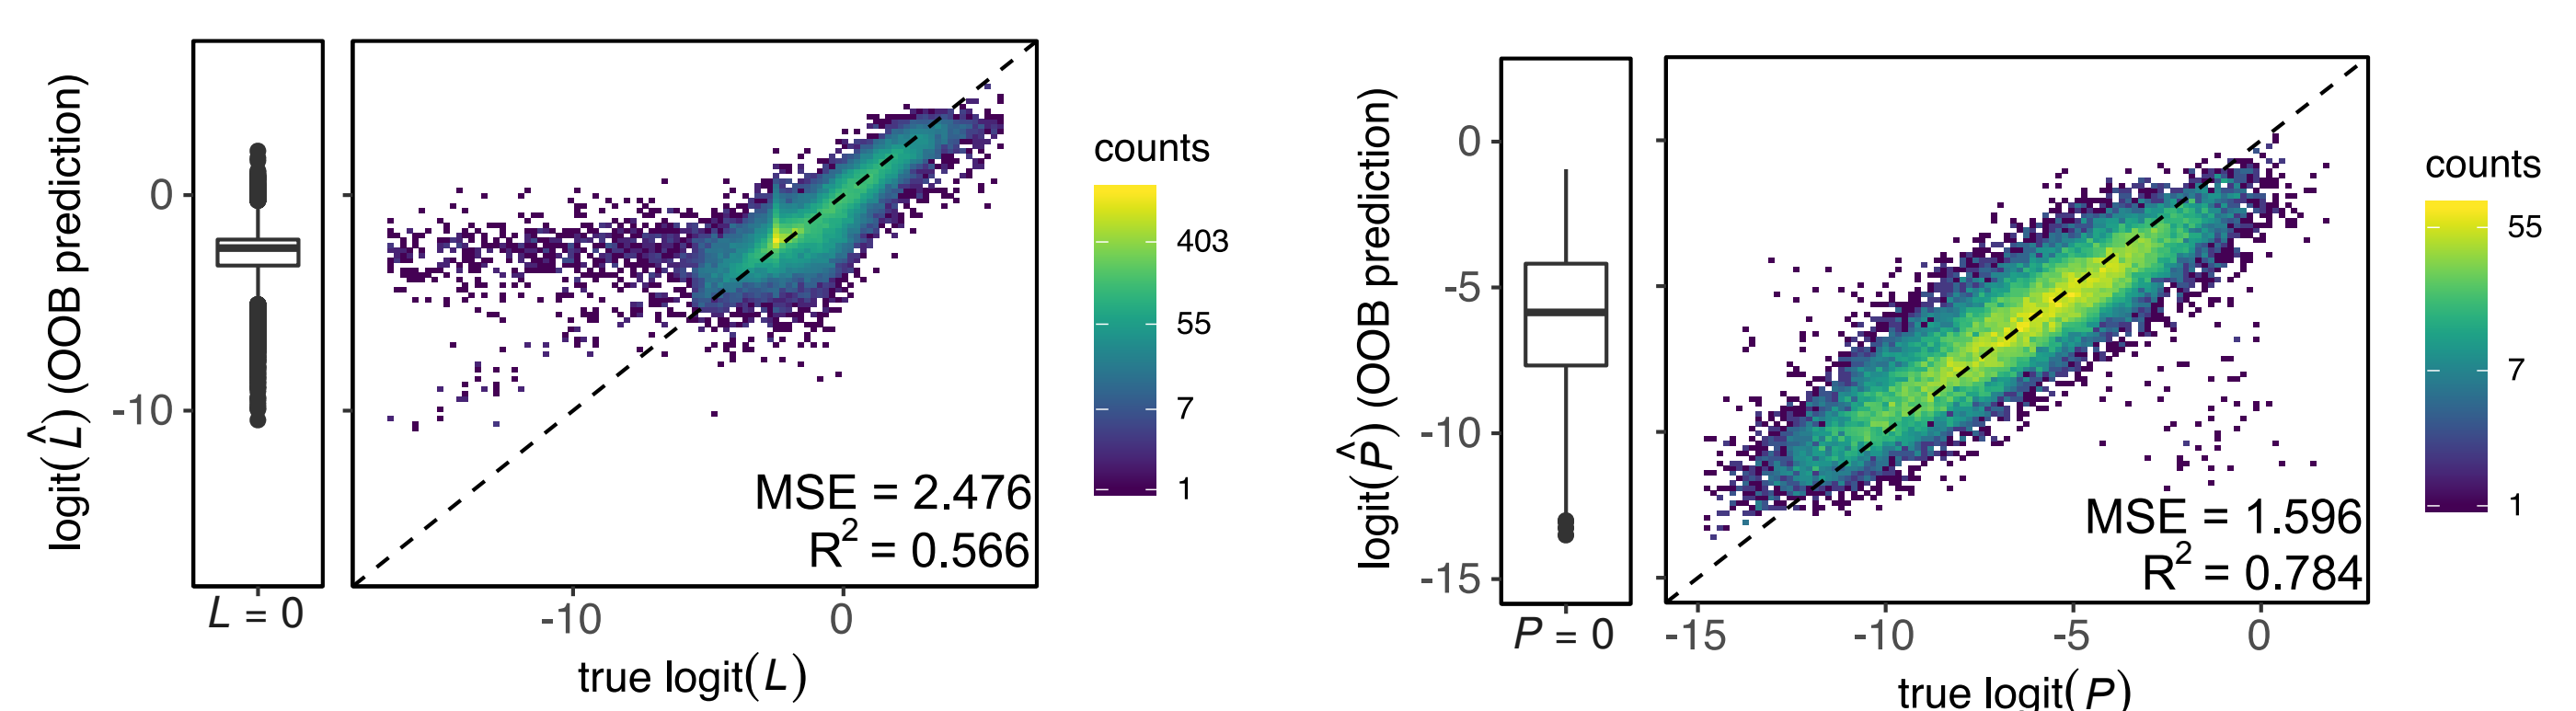 logit(L̂) (OOB prediction)
0
-10
L = 0
MSE = 2.476
R² = 0.566
-10
0
true logit(L)
counts
403
55
7
1
logit(P̂) (OOB prediction)
0
-5
-10
-15
P = 0
MSE = 1.596
R² = 0.784
-15
-10
-5
0
true logit(P)
counts
55
7
1